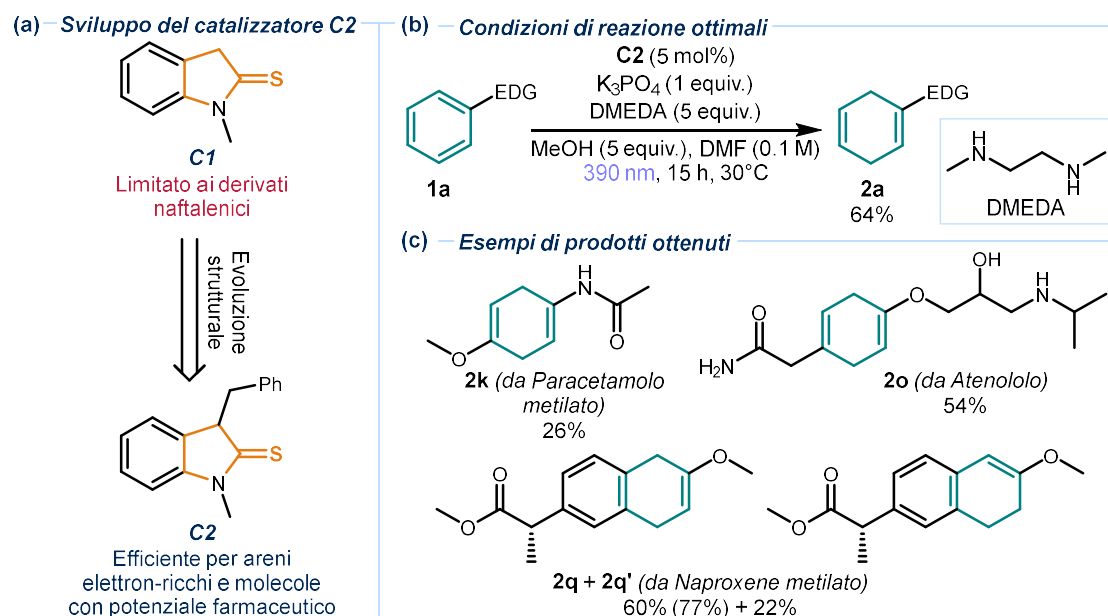 (a) Sviluppo del catalizzatore C2
S
N
C1
Limitato ai derivati
naftalenici
Evoluzione
strutturale
Ph
S
N
C2
Efficiente per areni
elettron-ricchi e molecole
con potenziale farmaceutico
(b) Condizioni di reazione ottimali
EDG
1a
C2 (5 mol%)
K₃PO₄ (1 equiv.)
DMEDA (5 equiv.)
MeOH (5 equiv.), DMF (0.1 M)
390 nm, 15 h, 30°C
EDG
2a
64%
H
N
N
H
DMEDA
(c) Esempi di prodotti ottenuti
H
N
O
O
2k (da Paracetamolo
metilato)
26%
OH
O
H
N
O
H₂N
2o (da Atenololo)
54%
O
O
O
O
O
O
2q + 2q' (da Naproxene metilato)
60% (77%) + 22%